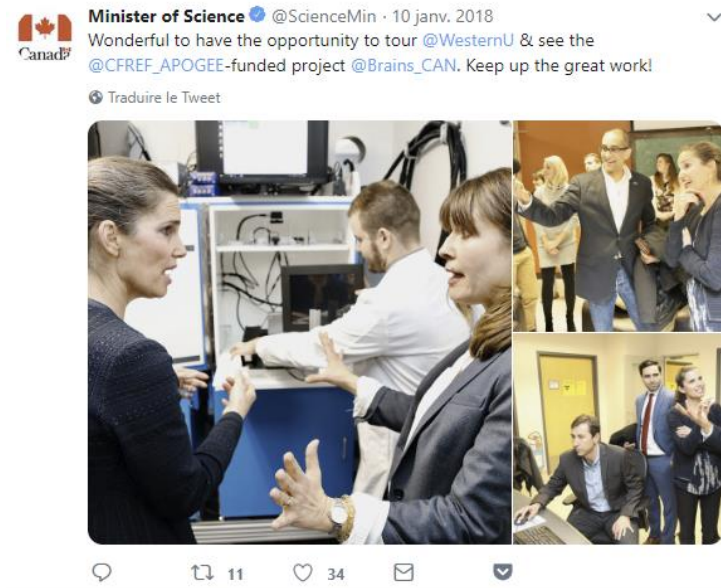 Minister of Science @ScienceMin · 10 janv. 2018
Canada
Wonderful to have the opportunity to tour @WesternU & see the
@CFREF_APOGEE-funded project @Brains_CAN. Keep up the great work!
Traduire le Tweet
11 34